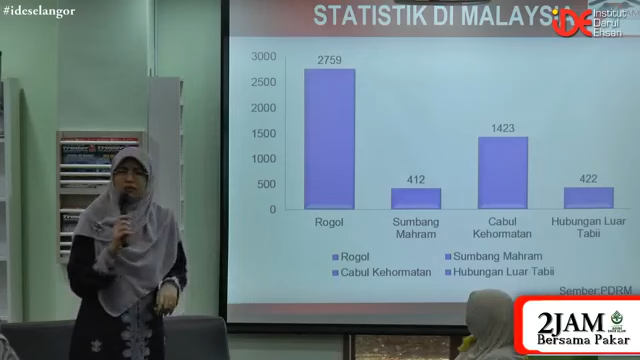 #ideselangor
STATISTIK DI MALAYSIA
iDE Institut
Darul
Ehsan
3000
2500
2000
1500
1000
500
0
2759
412
1423
422
Rogol
Sumbang Mahram
Cabul Kehormatan
Hubungan Luar Tabii
Rogol
Sumbang Mahram
Cabul Kehormatan
Hubungan Luar Tabii
Sumber:PDRM
2JAM
Bersama Pakar